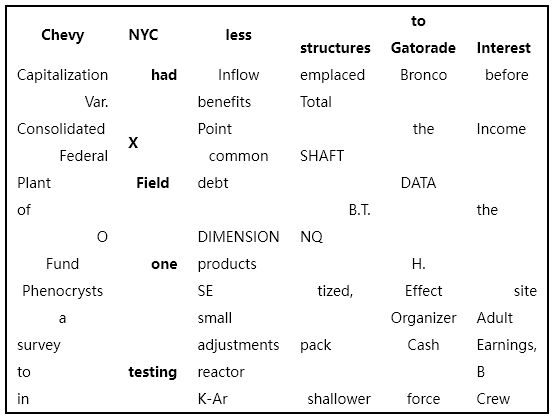 Chevy NYC less structures to Gatorade Interest
Capitalization had Inflow emplaced Bronco before
Var. benefits Total
Consolidated X Point the Income
Federal common SHAFT
Plant Field debt DATA
of B.T. the
O DIMENSION NQ
Fund one products H.
Phenocrysts SE tized, Effect site
a small Organizer Adult
survey adjustments pack Cash Earnings,
to testing reactor B
in K-Ar shallower force Crew